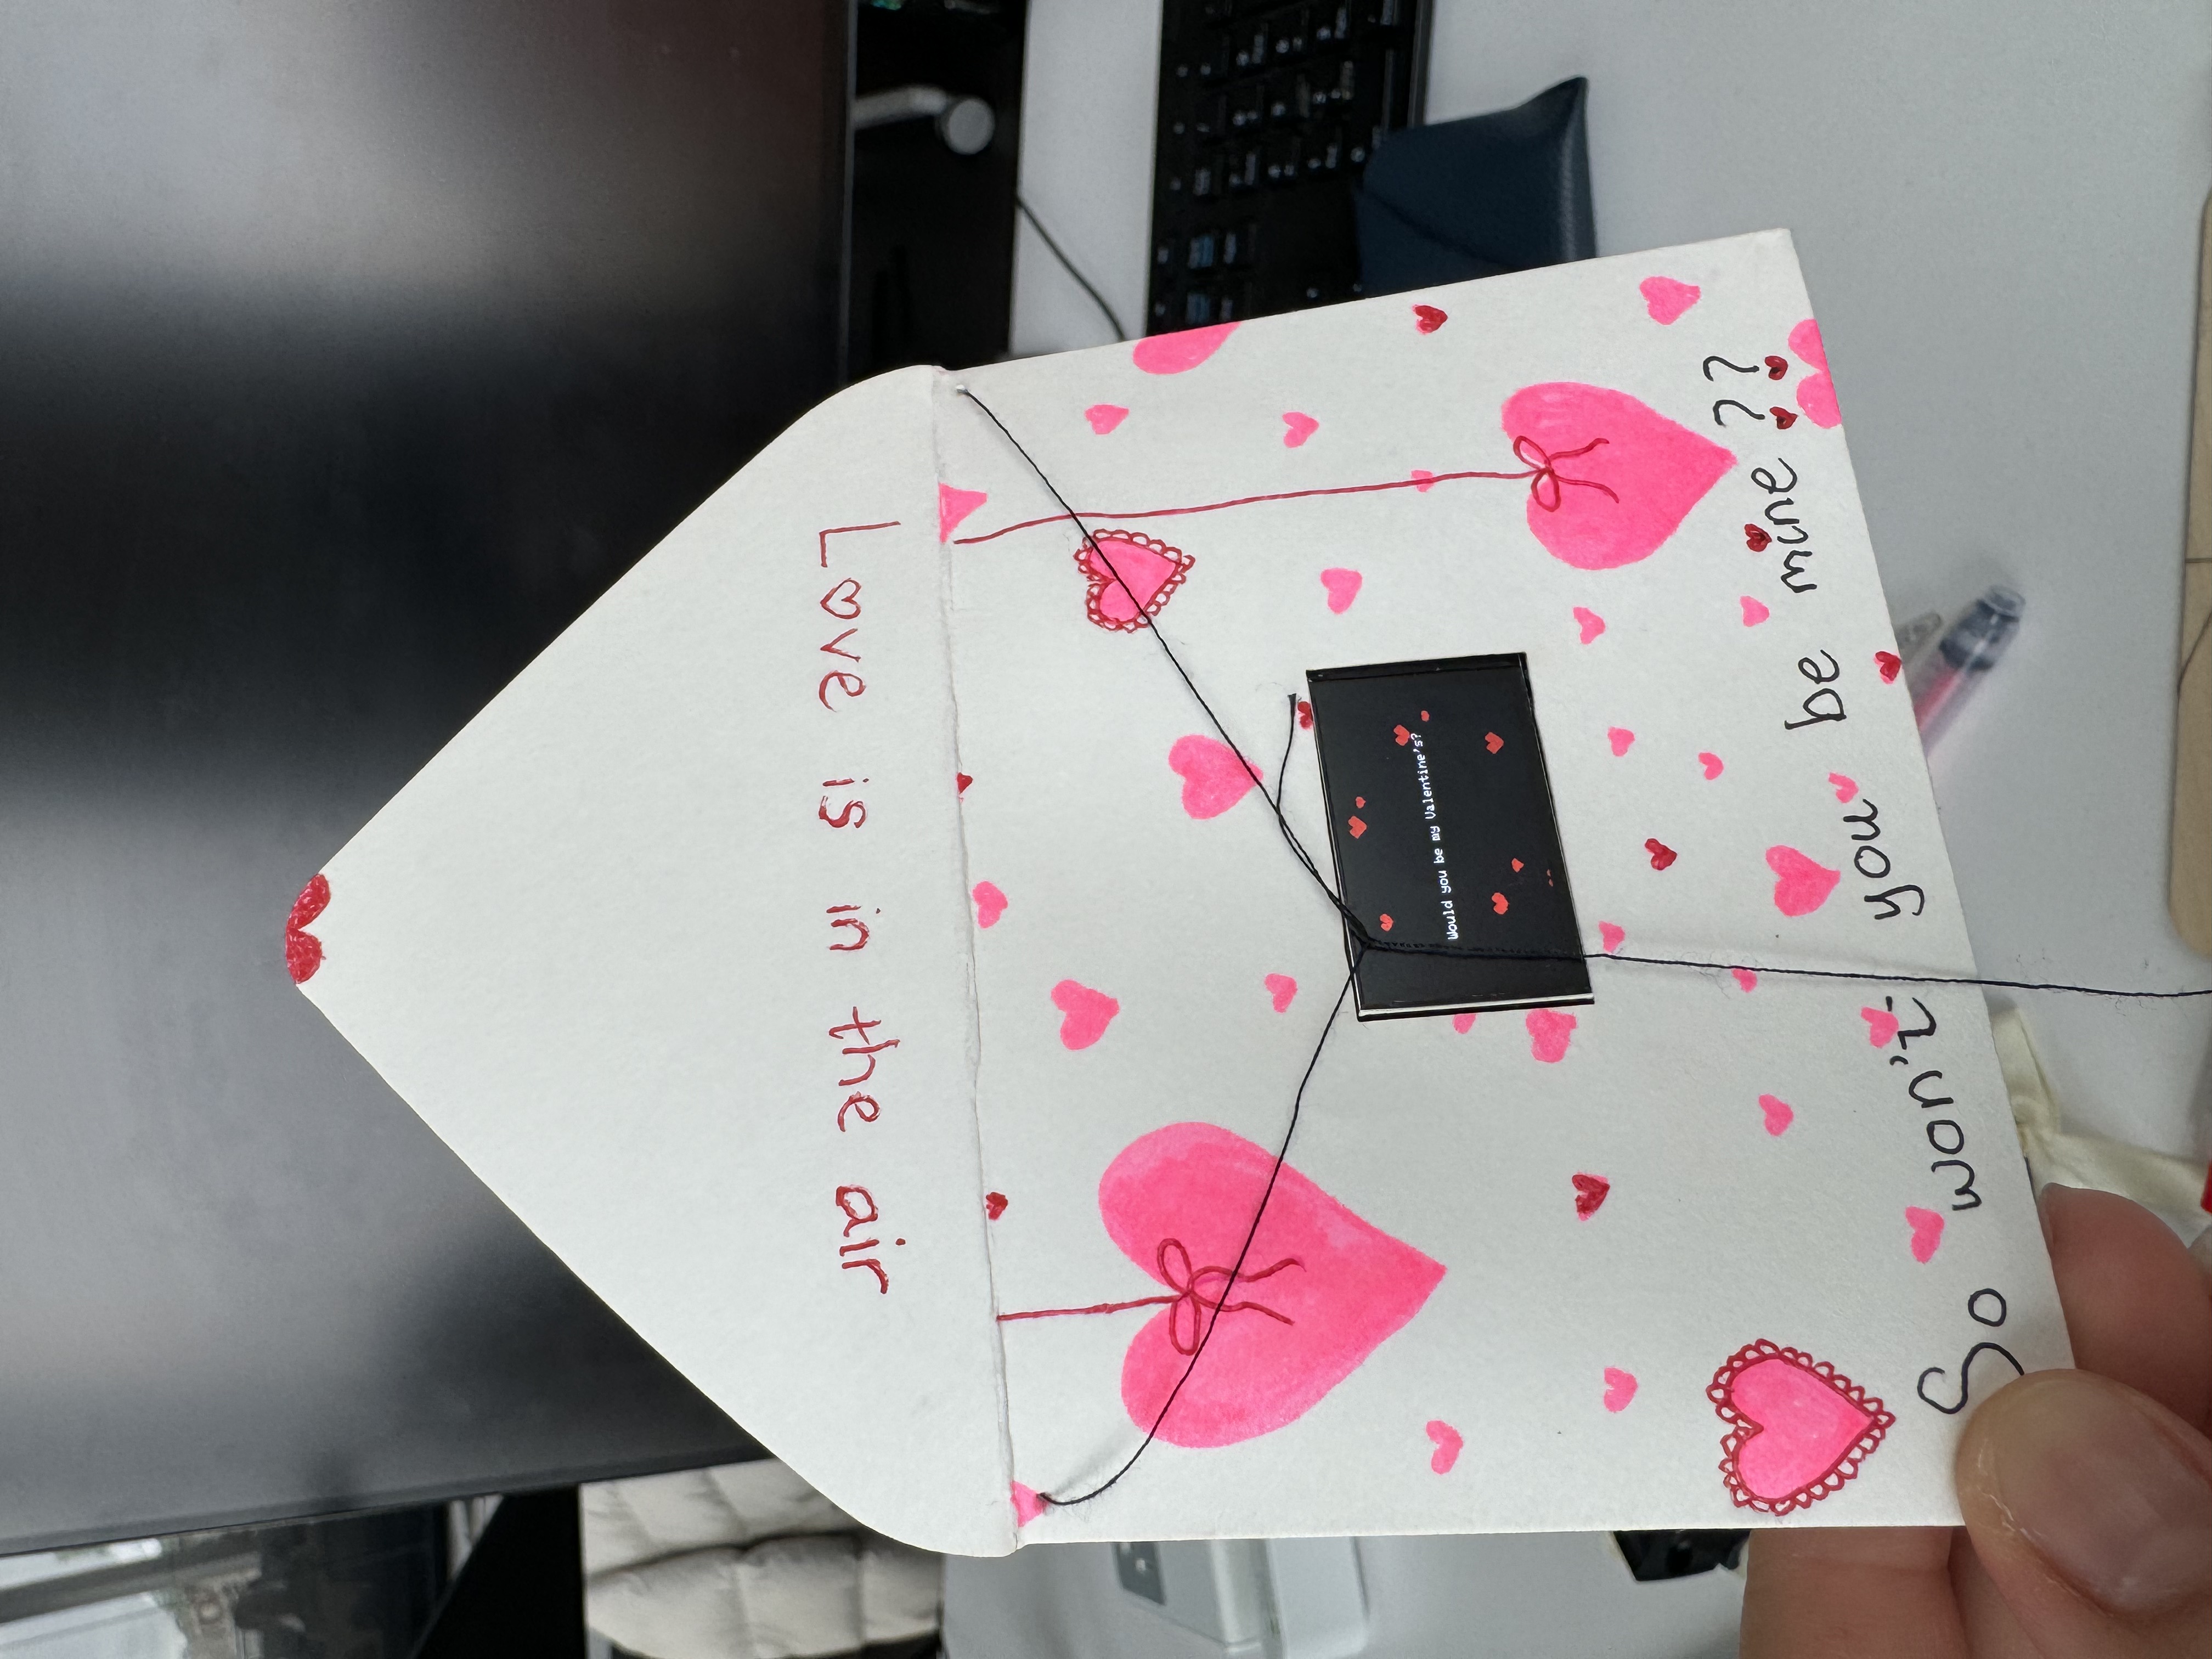 Love is in the air
Would you be my Valentine's?
So won't you be mine??